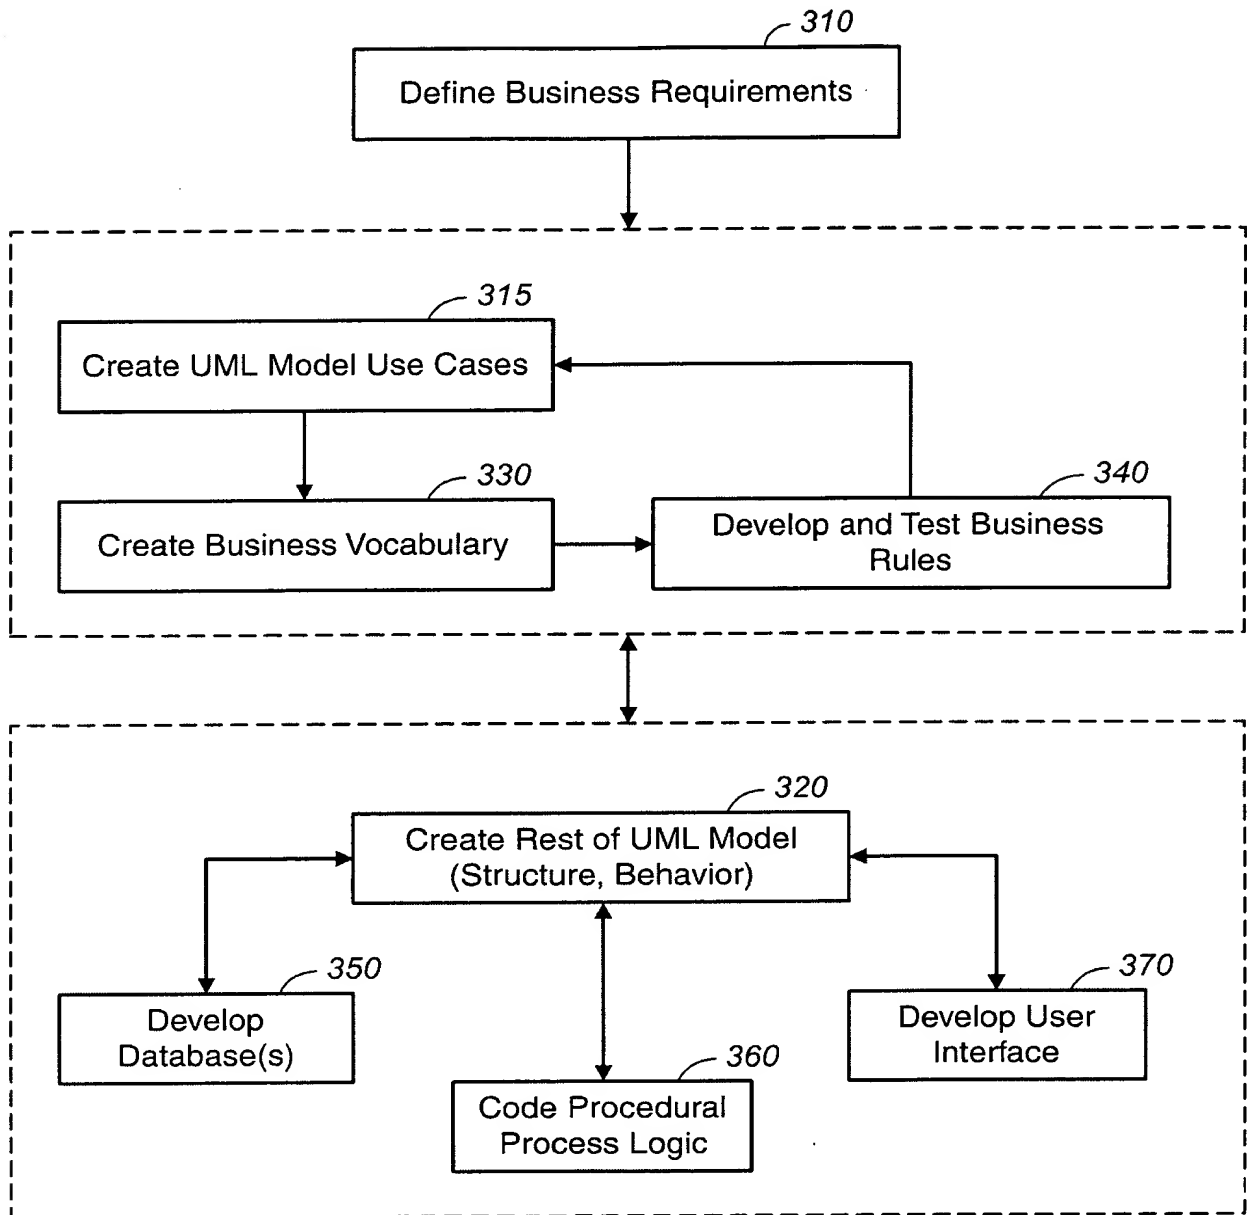 310
Define Business Requirements
315
Create UML Model Use Cases
330
Create Business Vocabulary
340
Develop and Test Business
Rules
320
Create Rest of UML Model
(Structure, Behavior)
350
Develop
Database(s)
360
Code Procedural
Process Logic
370
Develop User
Interface